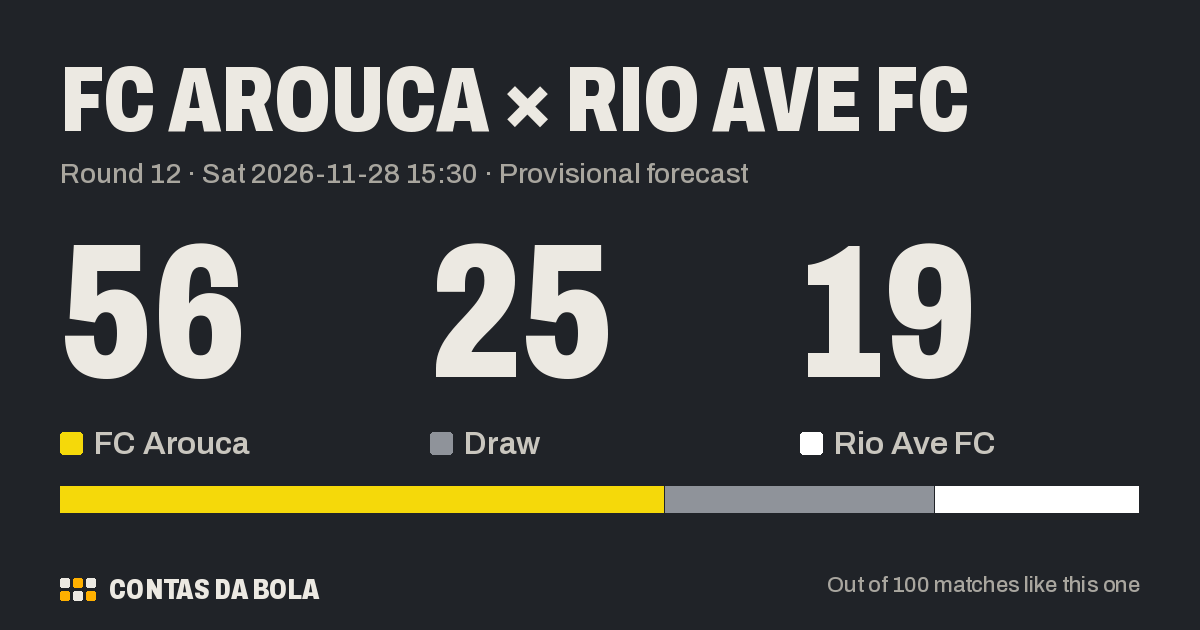 FC AROUCA × RIO AVE FC
Round 12 · Sat 2026-11-28 15:30 · Provisional forecast
56 25 19
FC Arouca Draw Rio Ave FC
CONTAS DA BOLA
Out of 100 matches like this one